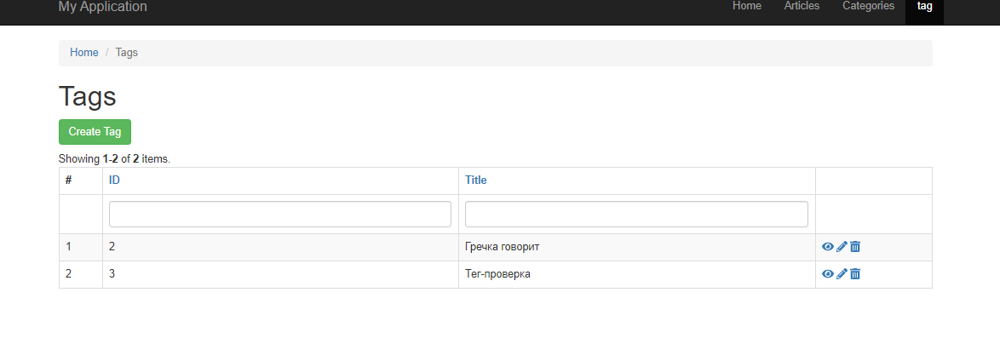 My Application Home Articles Categories tag
Home / Tags
Tags
Create Tag
Showing 1-2 of 2 items.
# ID Title
1 2 Гречка говорит
2 3 Тег-проверка